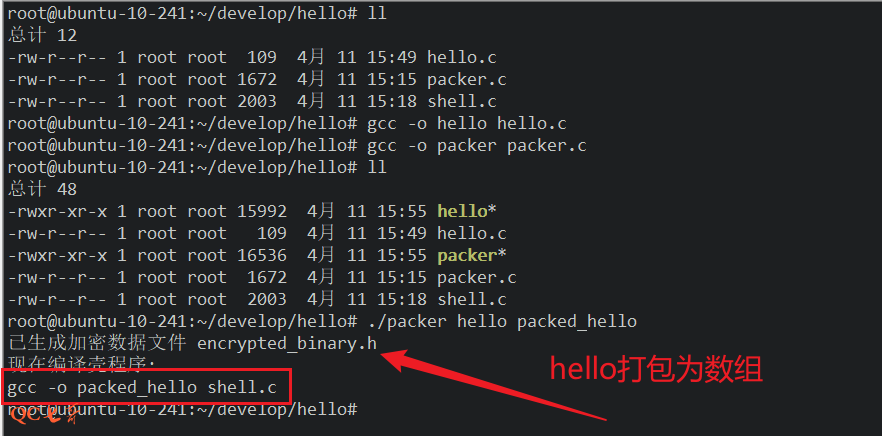 root@ubuntu-10-241:~/develop/hello# ll
总计 12
-rw-r--r-- 1 root root  109  4月 11 15:49 hello.c
-rw-r--r-- 1 root root 1672  4月 11 15:15 packer.c
-rw-r--r-- 1 root root 2003  4月 11 15:18 shell.c
root@ubuntu-10-241:~/develop/hello# gcc -o hello hello.c
root@ubuntu-10-241:~/develop/hello# gcc -o packer packer.c
root@ubuntu-10-241:~/develop/hello# ll
总计 48
-rwxr-xr-x 1 root root 15992  4月 11 15:55 hello*
-rw-r--r-- 1 root root   109  4月 11 15:49 hello.c
-rwxr-xr-x 1 root root 16536  4月 11 15:55 packer*
-rw-r--r-- 1 root root  1672  4月 11 15:15 packer.c
-rw-r--r-- 1 root root  2003  4月 11 15:18 shell.c
root@ubuntu-10-241:~/develop/hello# ./packer hello packed_hello
已生成加密数据文件 encrypted_binary.h
现在编译壳程序:
hello打包为数组
gcc -o packed_hello shell.c
root@ubuntu-10-241:~/develop/hello#